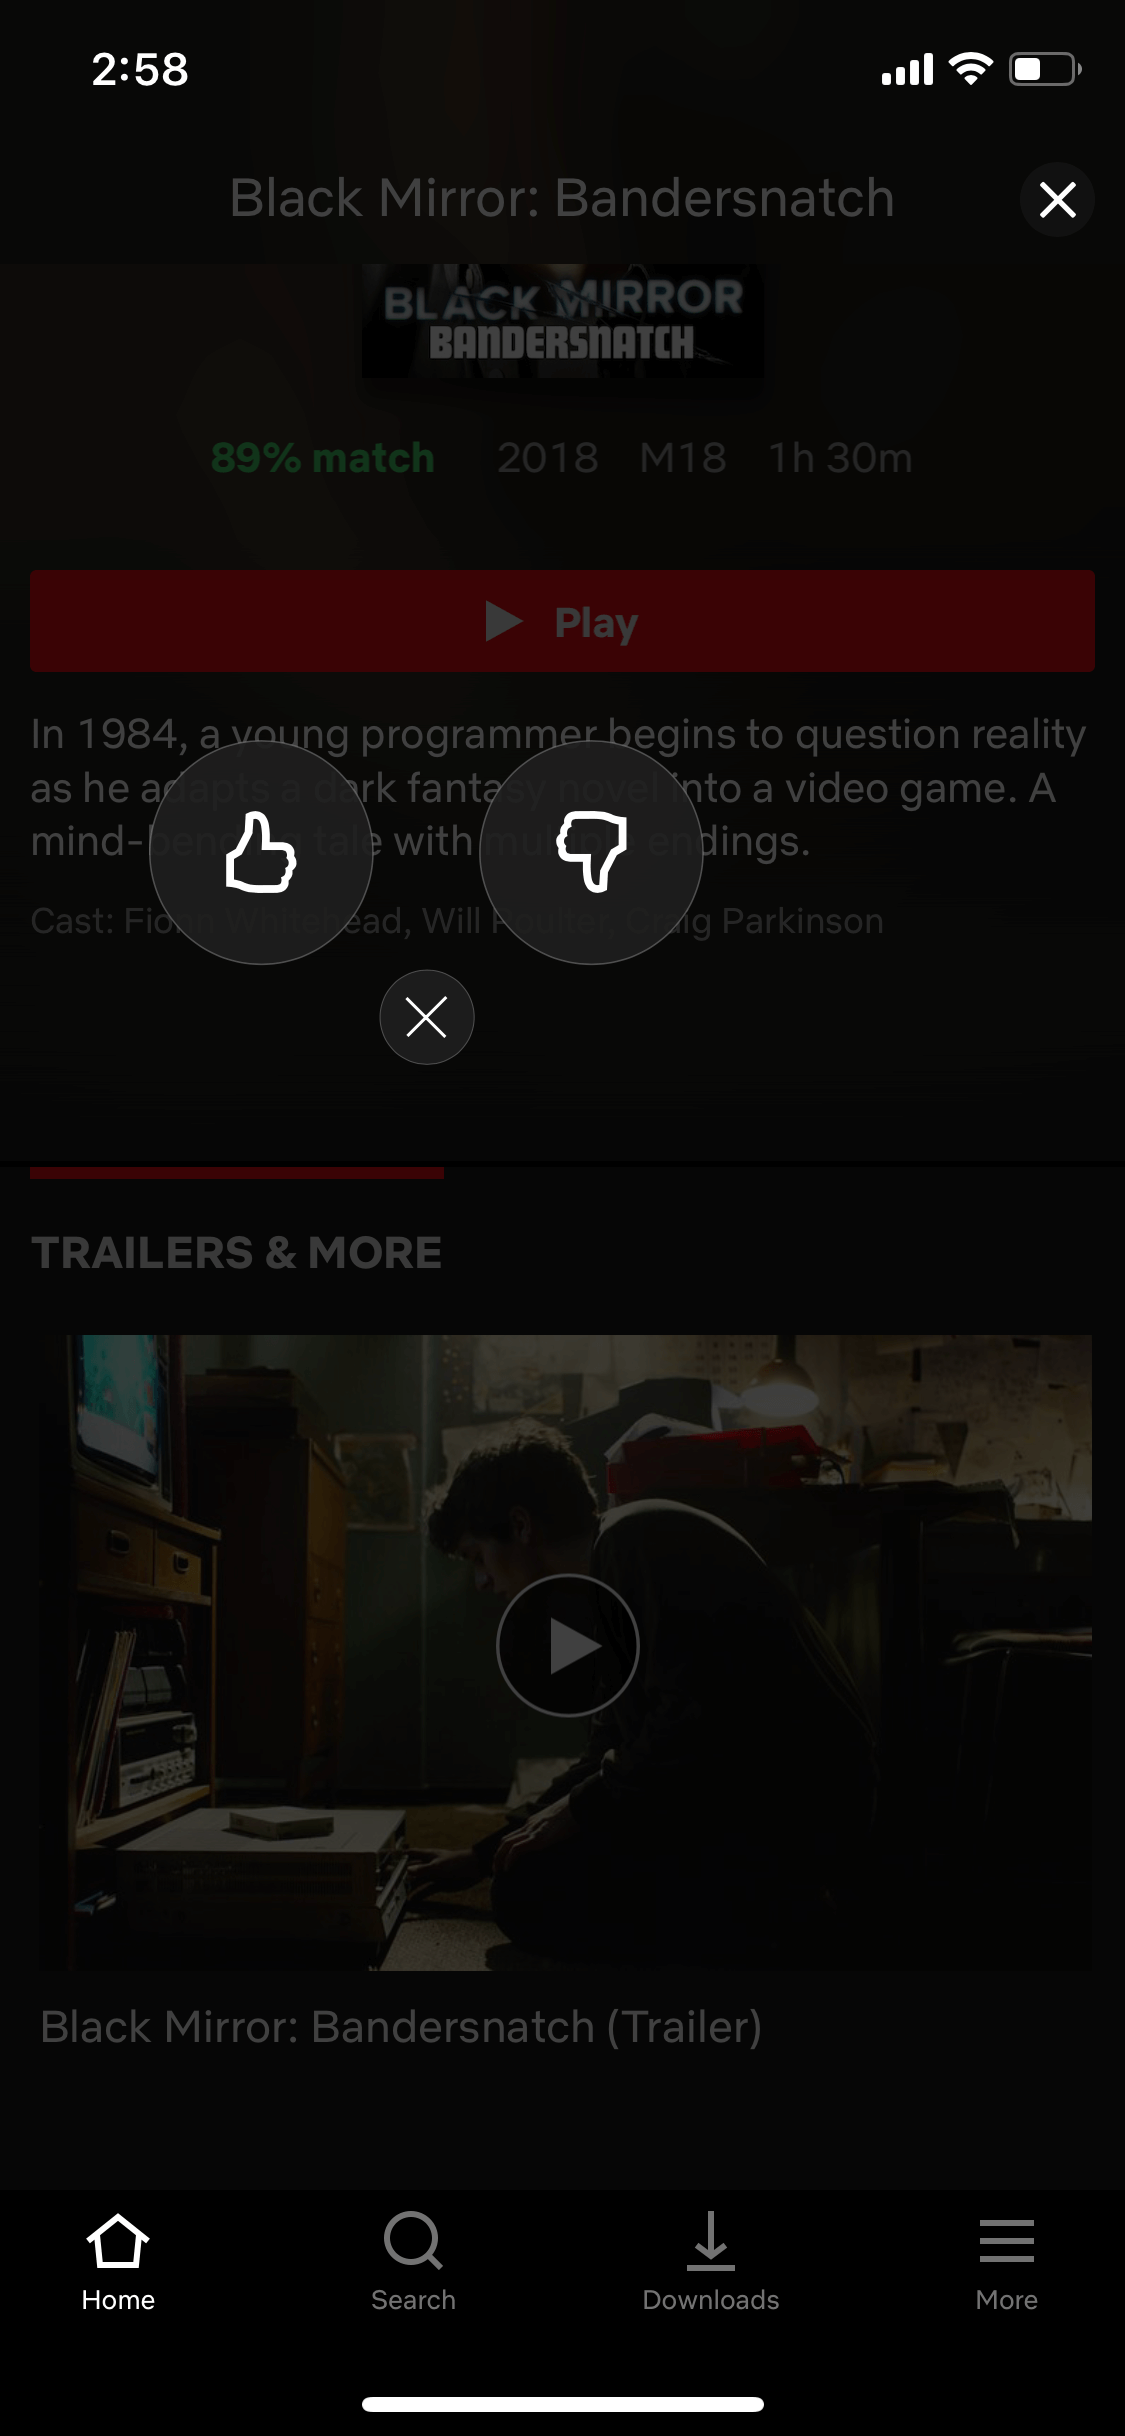 2:58
Black Mirror: Bandersnatch
BLACK MIRROR
BANDERSNATCH
89% match 2018 M18 1h 30m
Play
In 1984, a young programmer begins to question reality
as he adapts a dark fantasy novel into a video game. A
mind-bending tale with multiple endings.
Cast: Fionn Whitehead, Will Poulter, Craig Parkinson
TRAILERS & MORE
Black Mirror: Bandersnatch (Trailer)
Home Search Downloads More